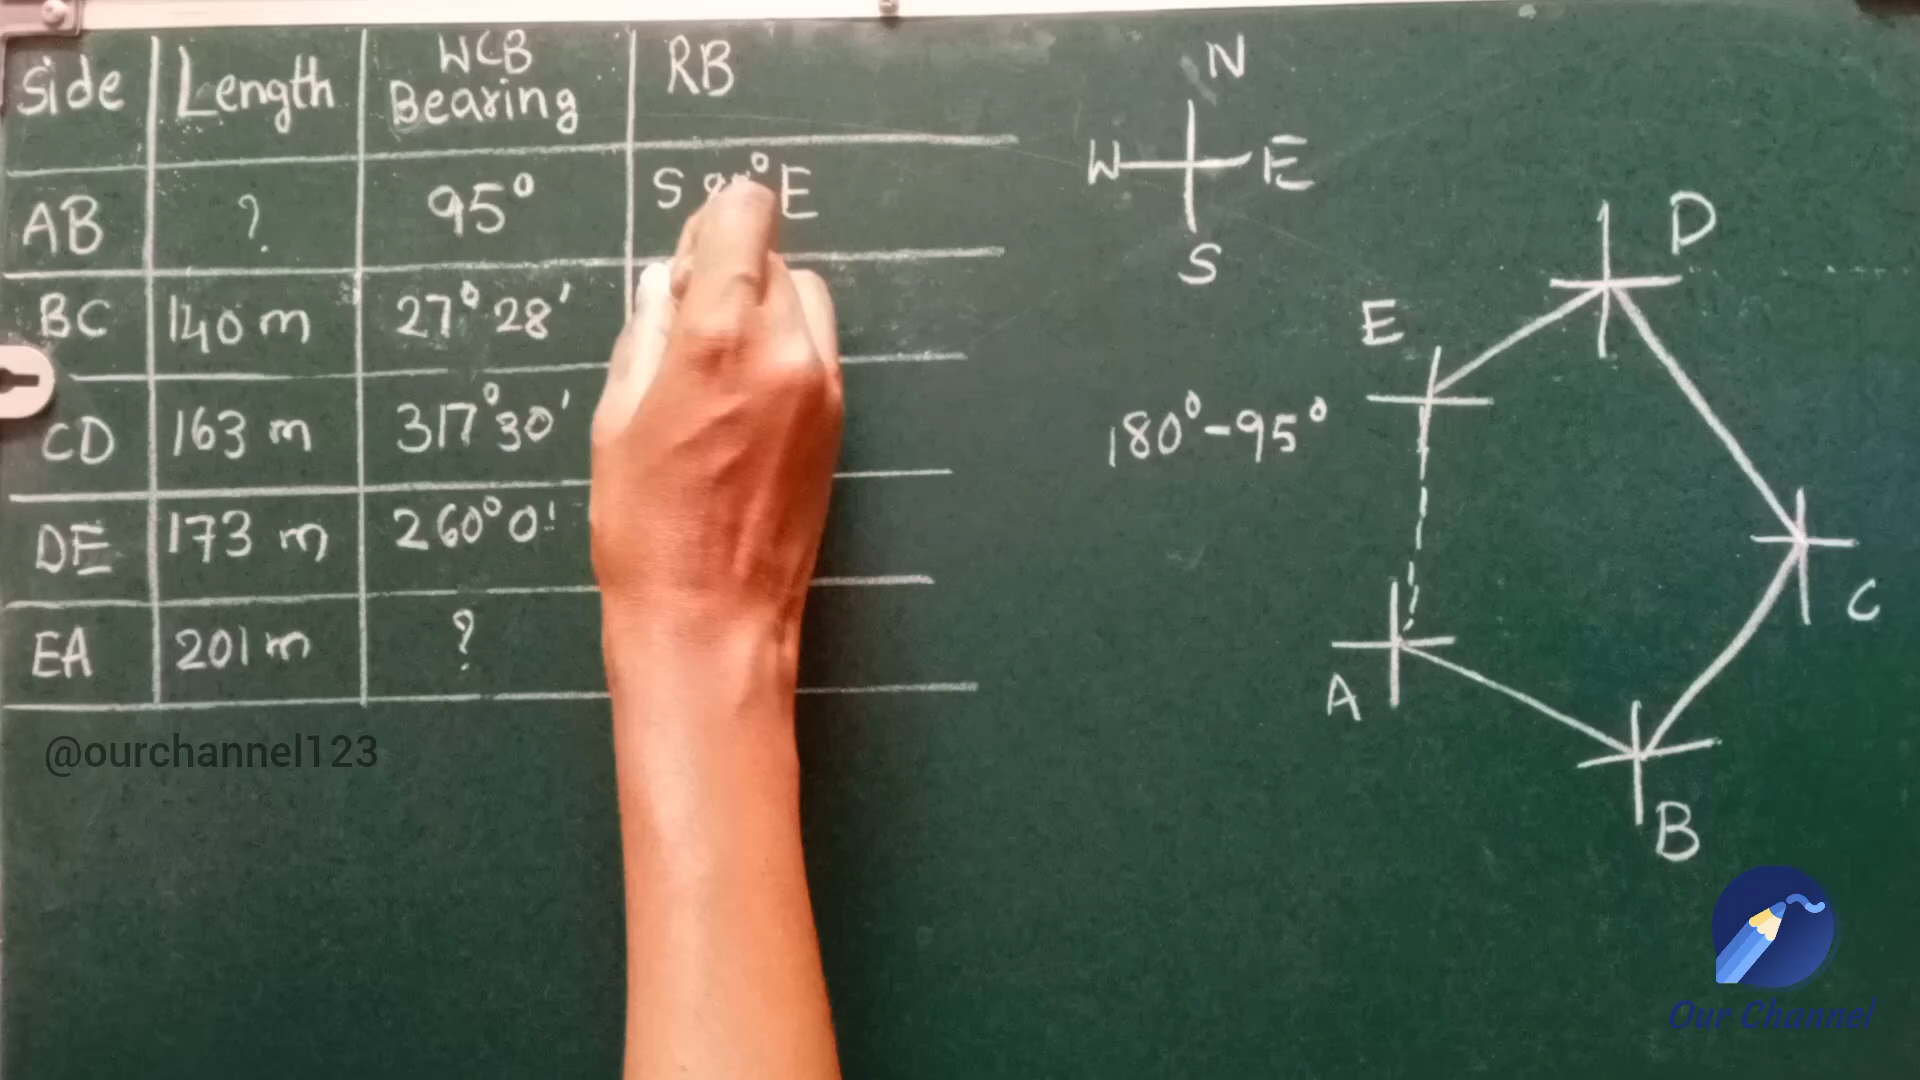 Side Length WCB Bearing RB
AB ? 95° S E
BC 140 m 27° 28'
CD 163 m 317° 30'
DE 173 m 260° 0'
EA 201 m ?
N
W E
S
180° - 95°
D
E
C
A
B
@ourchannel123
Our Channel